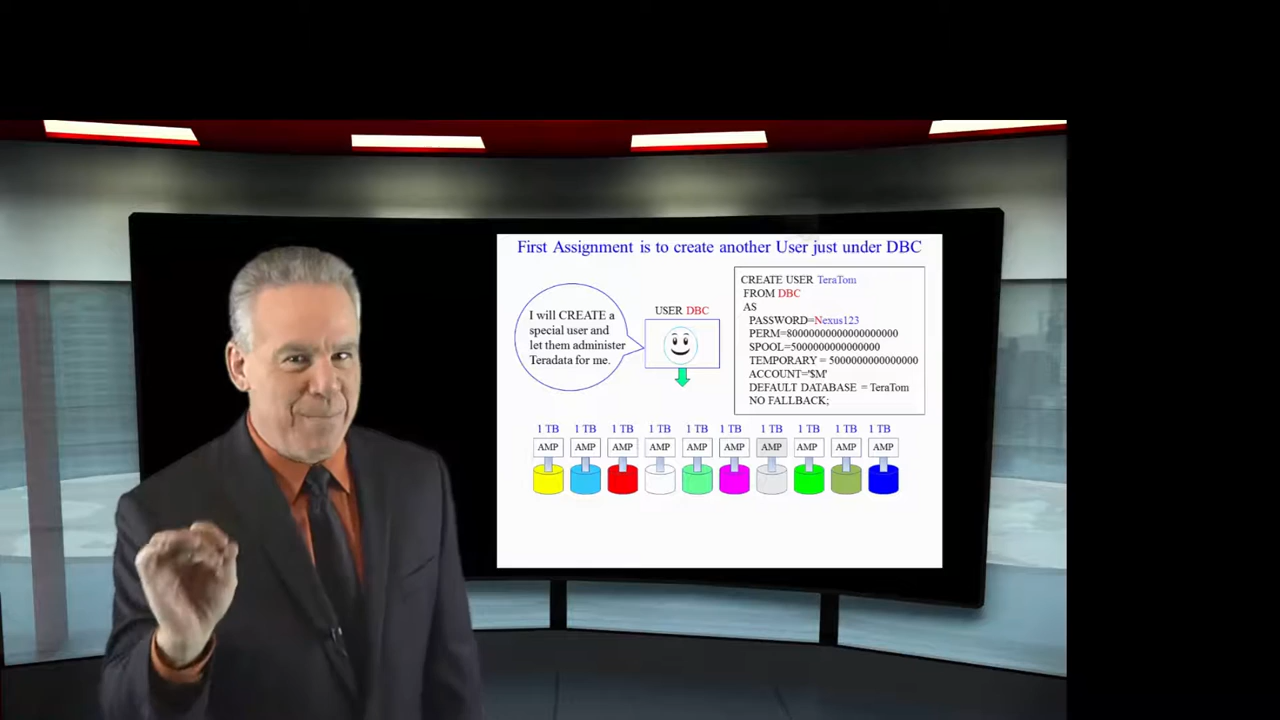 First Assignment is to create another User just under DBC
I will CREATE a
special user and
let them administer
Teradata for me.
USER DBC
CREATE USER TeraTom
FROM DBC
AS
PASSWORD=Nexus123
PERM=8000000000000000000
SPOOL=5000000000000
TEMPORARY = 5000000000000
ACCOUNT='$M'
DEFAULT DATABASE = TeraTom
NO FALLBACK;
1 TB 1 TB 1 TB 1 TB 1 TB 1 TB 1 TB 1 TB 1 TB 1 TB
AMP AMP AMP AMP AMP AMP AMP AMP AMP AMP